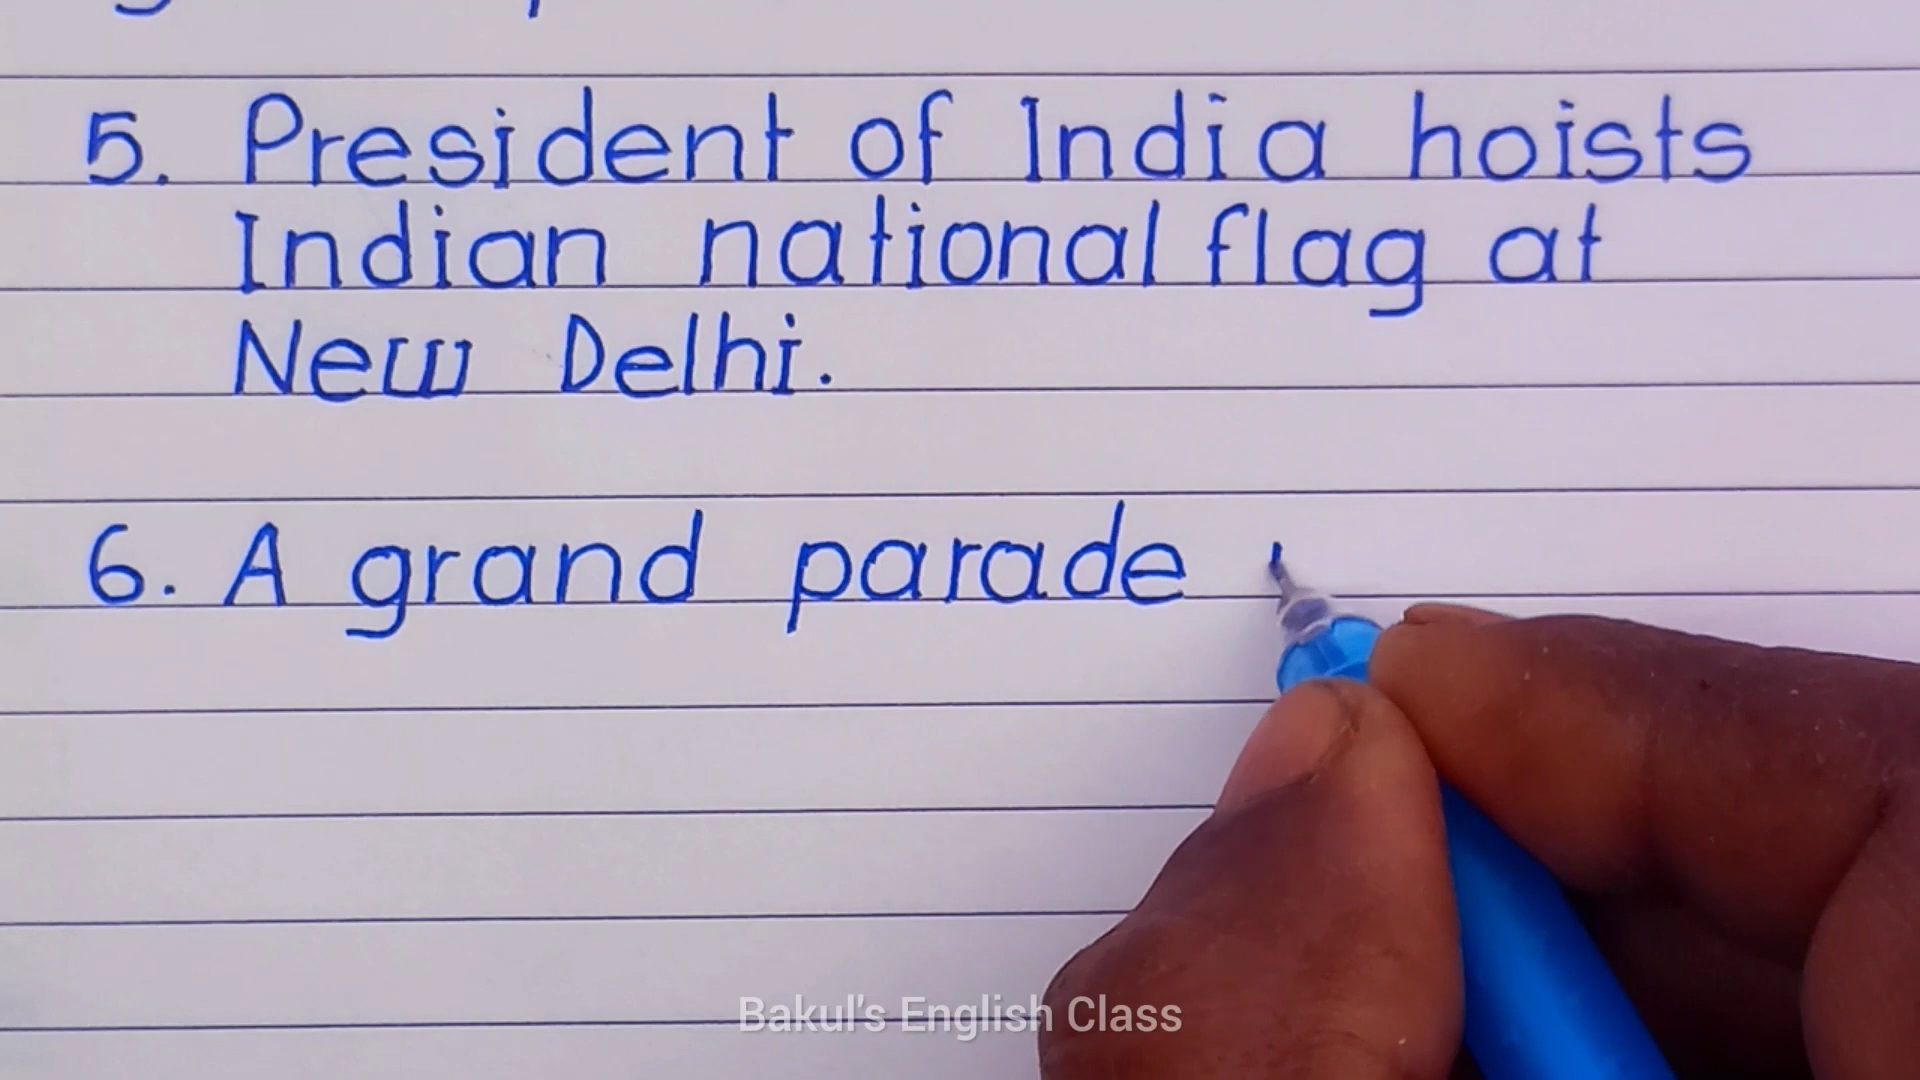 5. President of India hoists
Indian national flag at
New Delhi.
6. A grand parade
Bakul's English Class